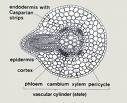 endodermis with
Casparian
strips
epidermis
cortex
phloem cambium xylem pericycle
vascular cylinder (stele)